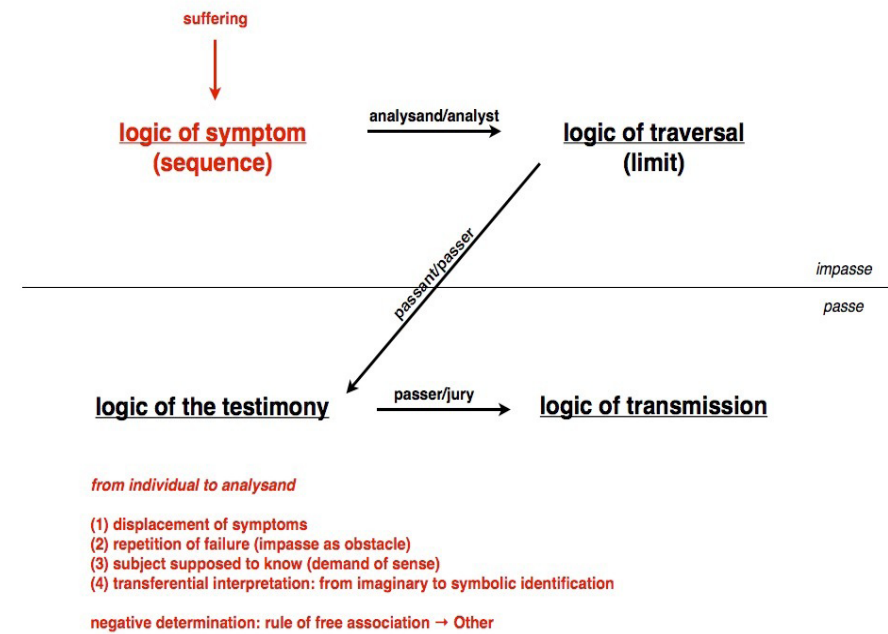 suffering
logic of symptom
(sequence)
analysand/analyst
logic of traversal
(limit)
passant/passer
impasse
passe
logic of the testimony
passer/jury
logic of transmission
from individual to analysand
(1) displacement of symptoms
(2) repetition of failure (impasse as obstacle)
(3) subject supposed to know (demand of sense)
(4) transferential interpretation: from imaginary to symbolic identification
negative determination: rule of free association → Other